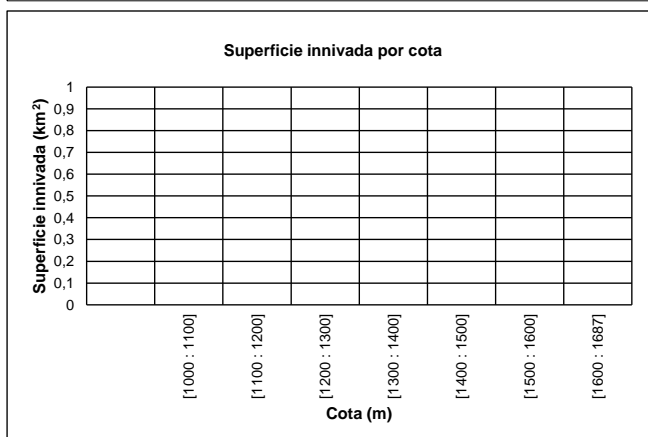 Superficie innivada por cota
Superficie innivada (km²)
1
0,9
0,8
0,7
0,6
0,5
0,4
0,3
0,2
0,1
0
[1000 : 1100]
[1100 : 1200]
[1200 : 1300]
[1300 : 1400]
[1400 : 1500]
[1500 : 1600]
[1600 : 1687]
Cota (m)